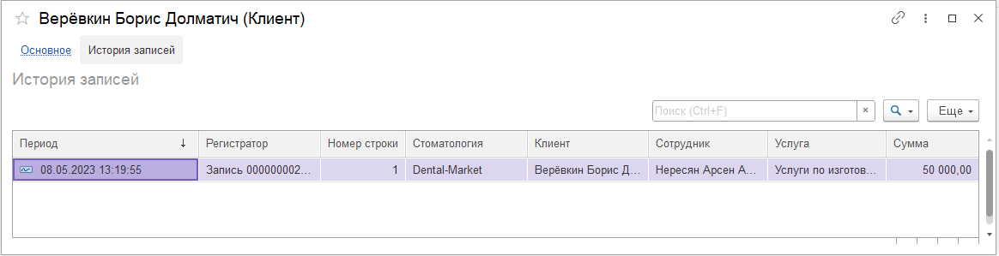 Верёвкин Борис Долматич (Клиент)
Основное История записей
История записей
Поиск (Ctrl+F) × Еще
Период ↓ Регистратор Номер строки Стоматология Клиент Сотрудник Услуга Сумма
08.05.2023 13:19:55 Запись 000000002... 1 Dental-Market Верёвкин Борис Д... Нересян Арсен А... Услуги по изготов... 50 000,00